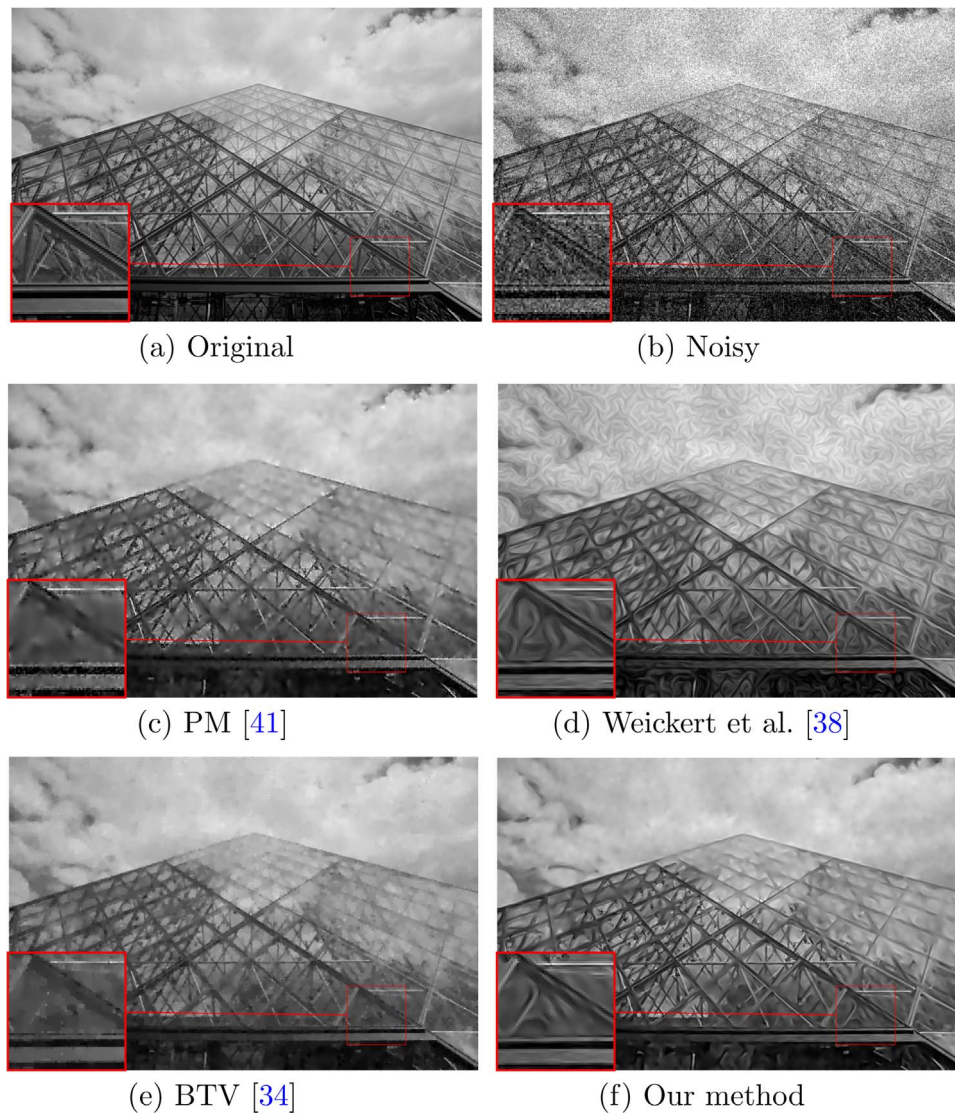 (a) Original
(b) Noisy
(c) PM [41]
(d) Weickert et al. [38]
(e) BTV [34]
(f) Our method